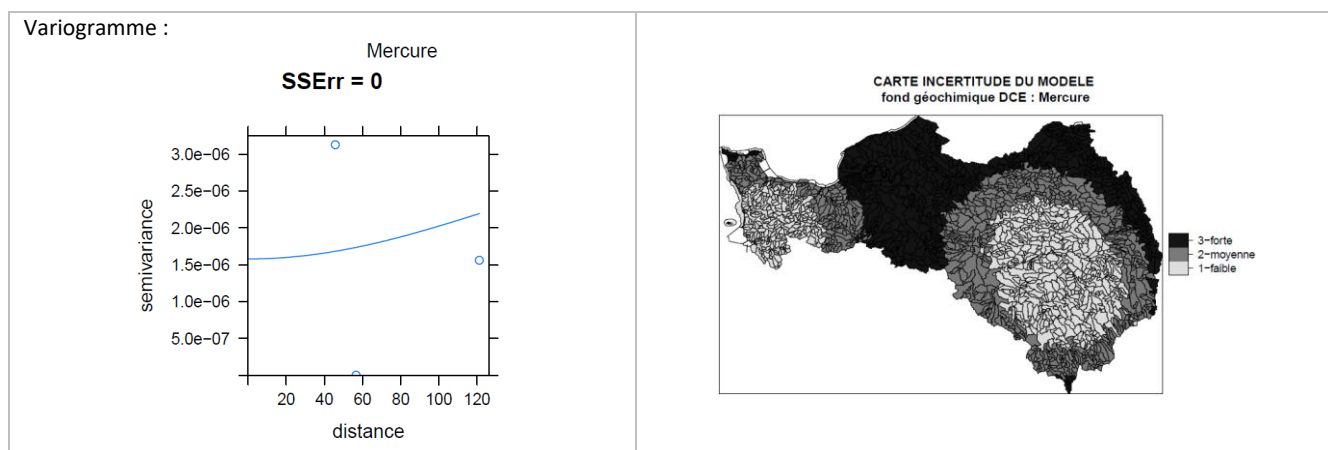 Variogramme :
Mercure
SSErr = 0
3.0e-06
2.5e-06
2.0e-06
1.5e-06
1.0e-06
5.0e-07
semivariance
20 40 60 80 100 120
distance
CARTE INCERTITUDE DU MODELE
fond géochimique DCE : Mercure
3-forte
2-moyenne
1-faible